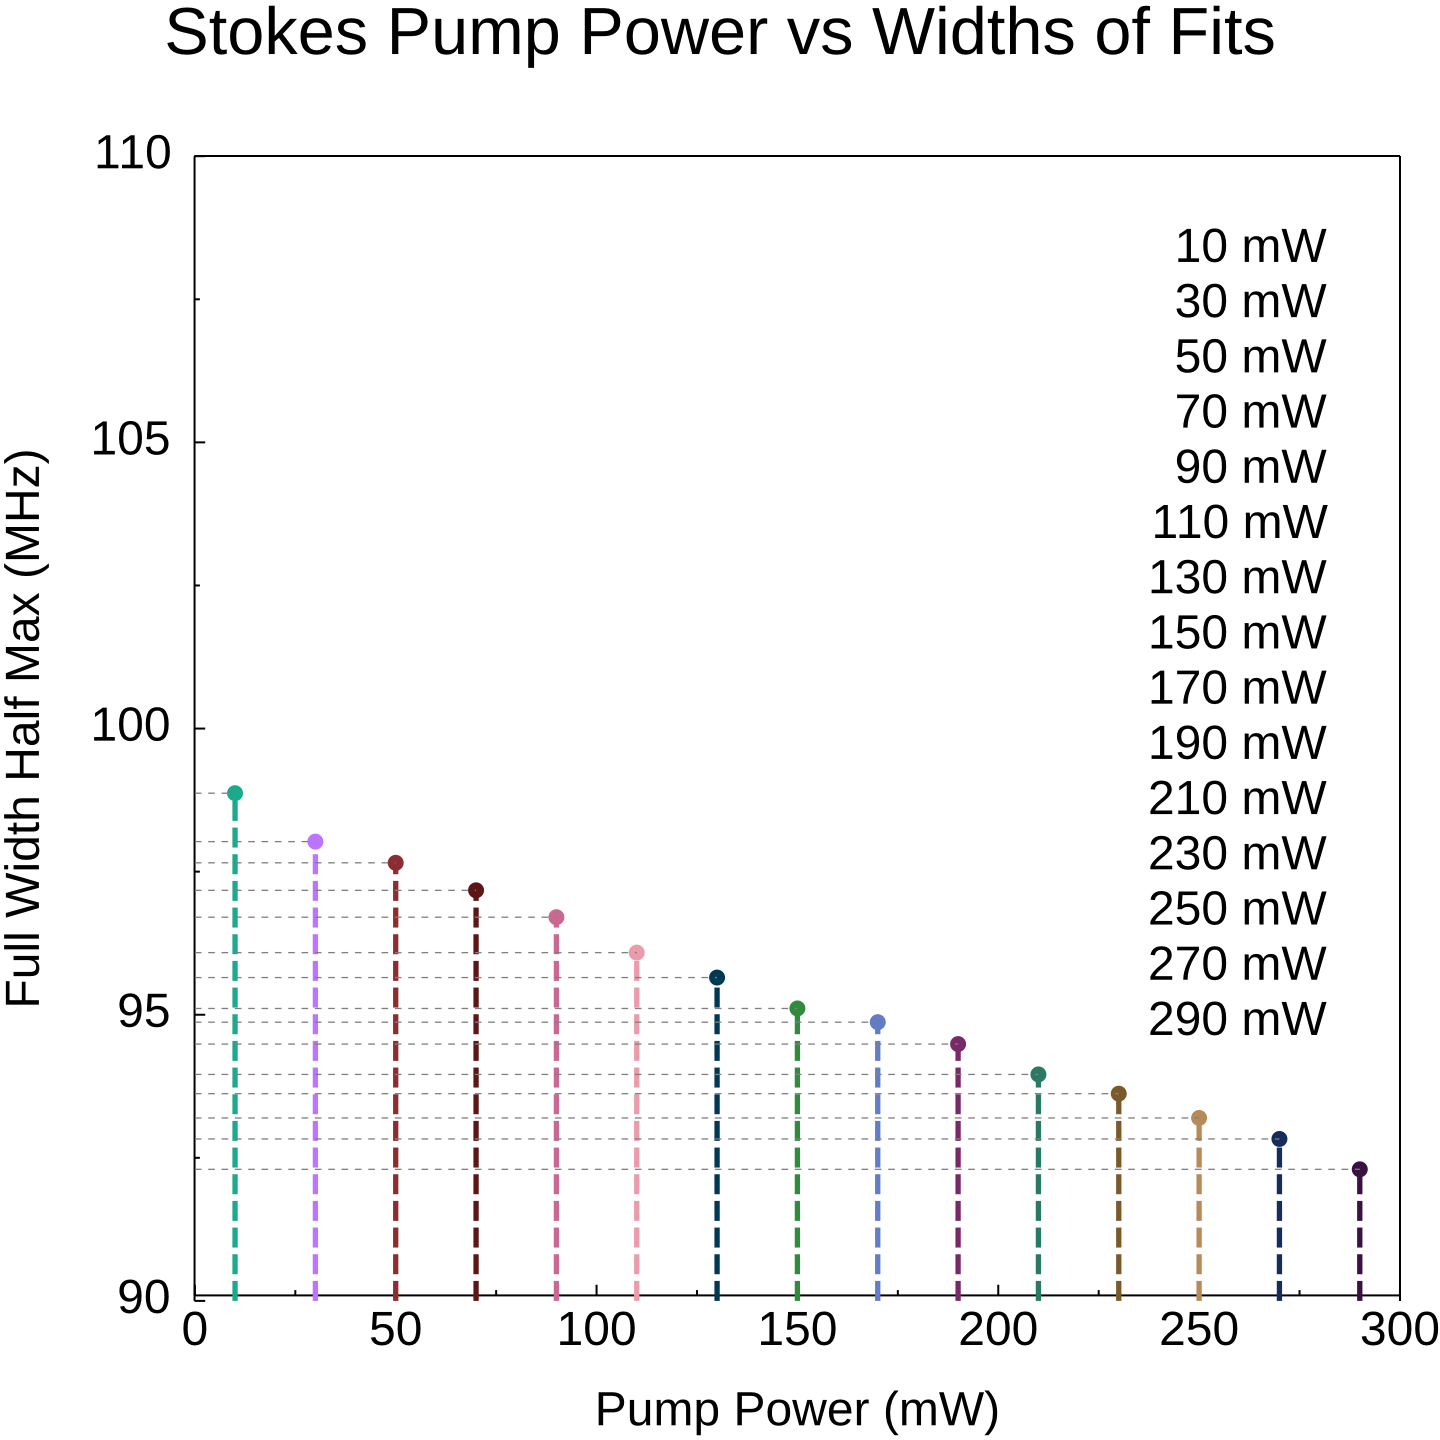 Stokes Pump Power vs Widths of Fits
110
105
100
95
90
Full Width Half Max (MHz)
10 mW
30 mW
50 mW
70 mW
90 mW
110 mW
130 mW
150 mW
170 mW
190 mW
210 mW
230 mW
250 mW
270 mW
290 mW
0 50 100 150 200 250 300
Pump Power (mW)